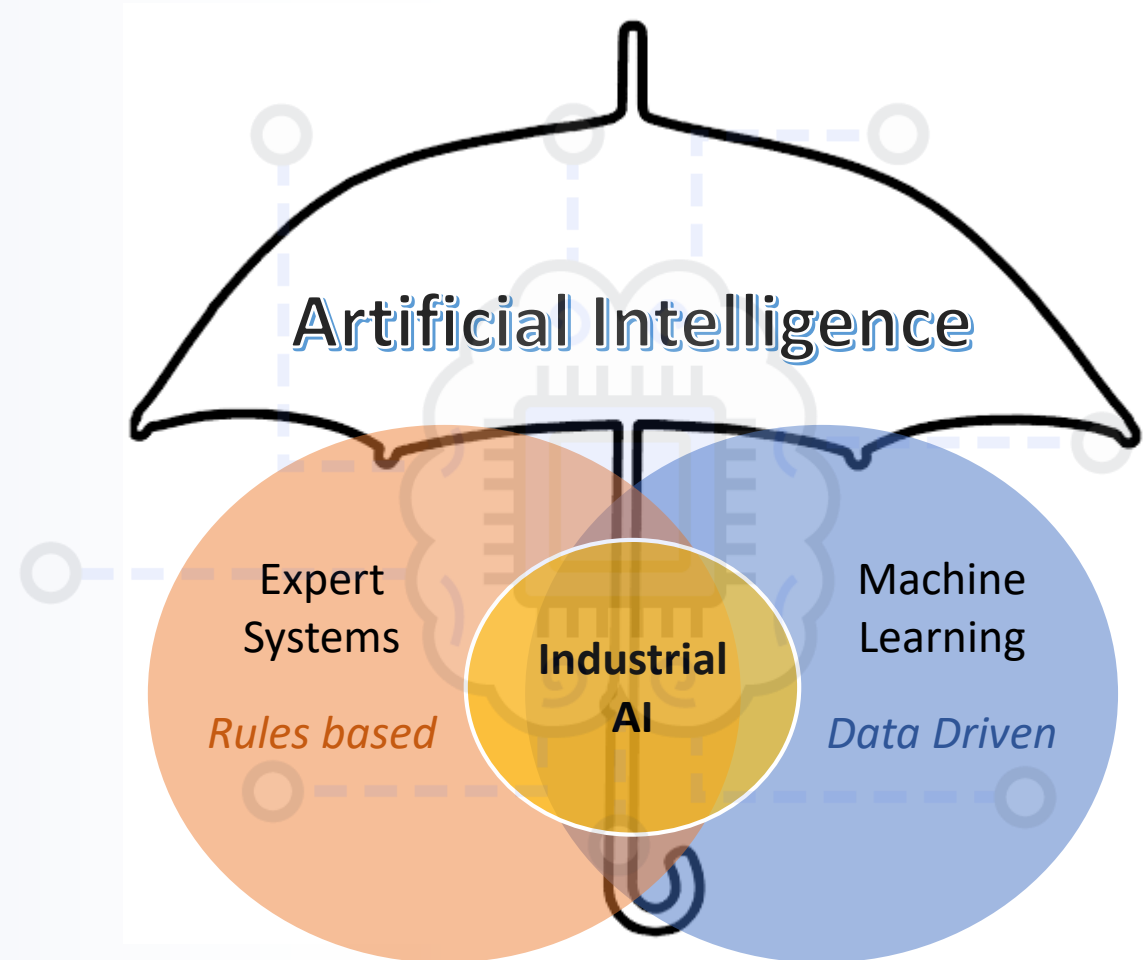 Artificial Intelligence
Expert
Systems
Rules based
Industrial
AI
Machine
Learning
Data Driven